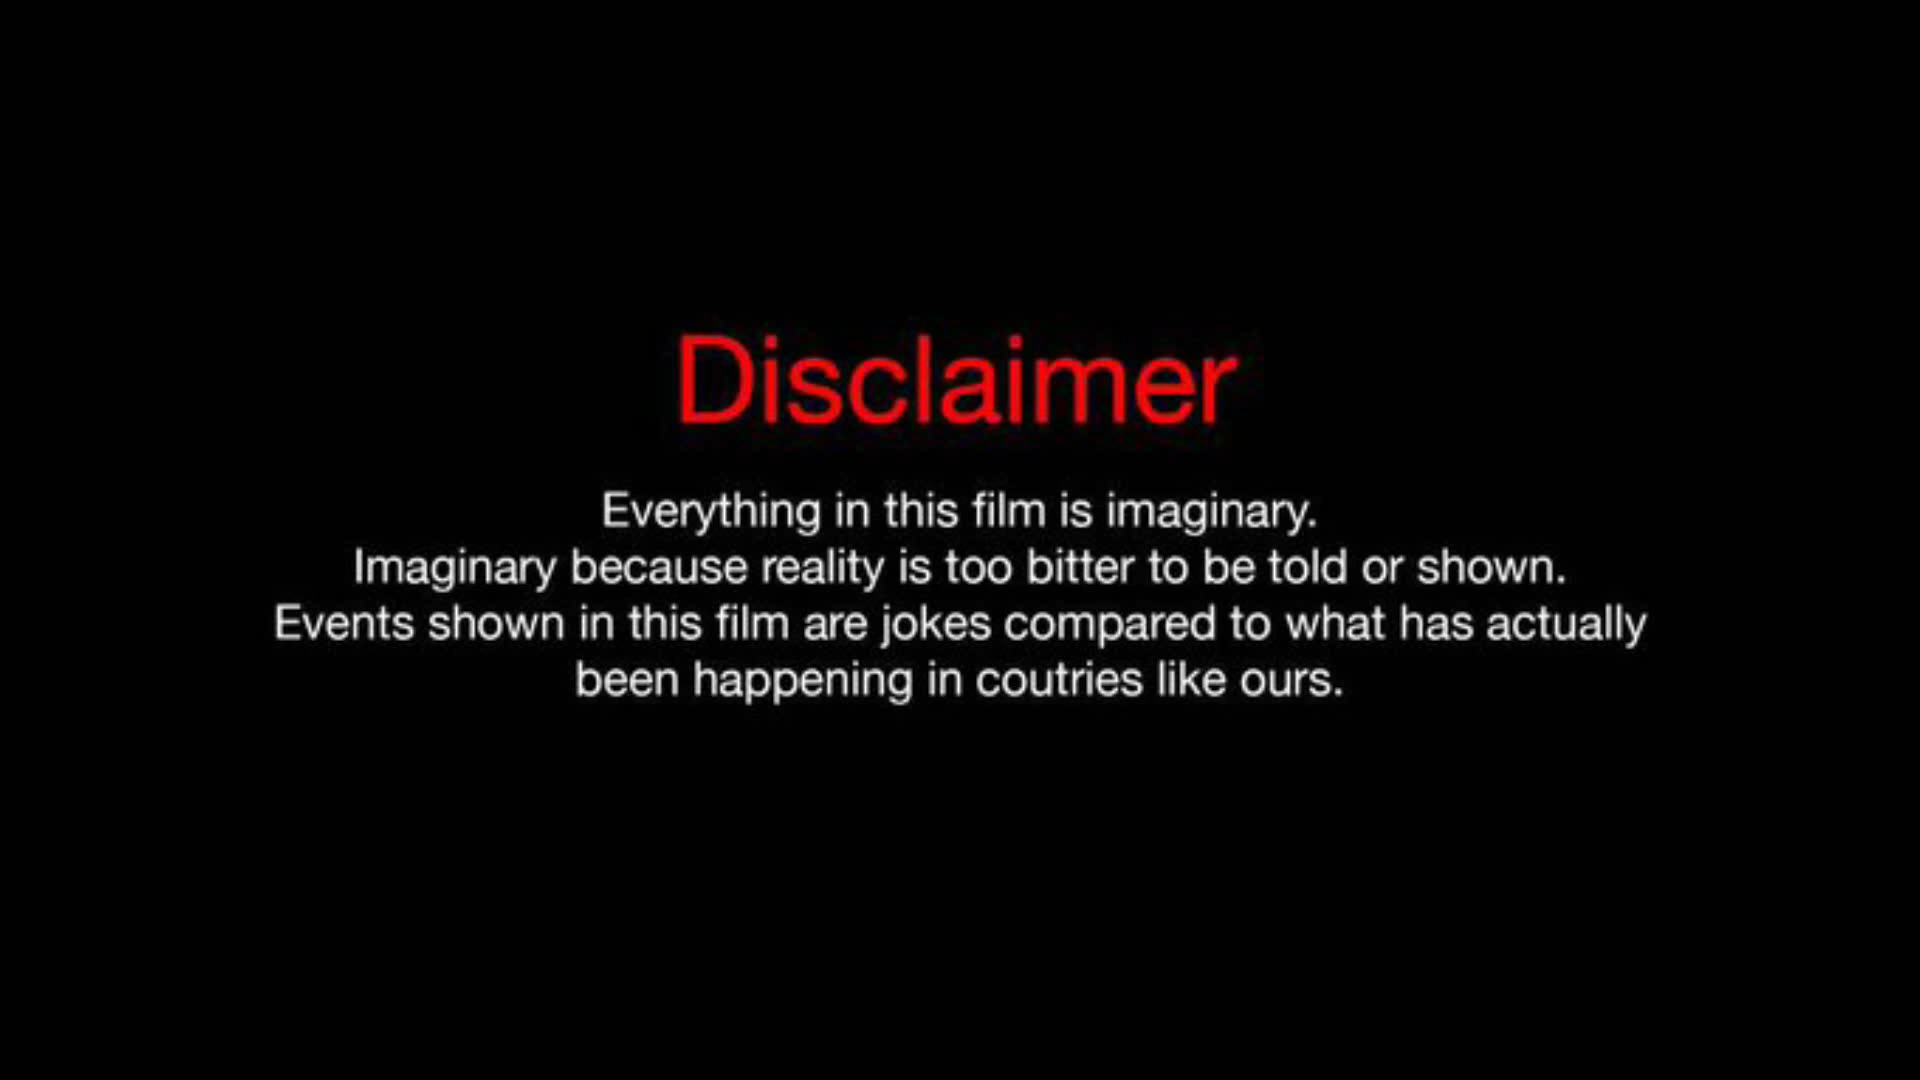 Disclaimer
Everything in this film is imaginary.
Imaginary because reality is too bitter to be told or shown.
Events shown in this film are jokes compared to what has actually
been happening in coutries like ours.